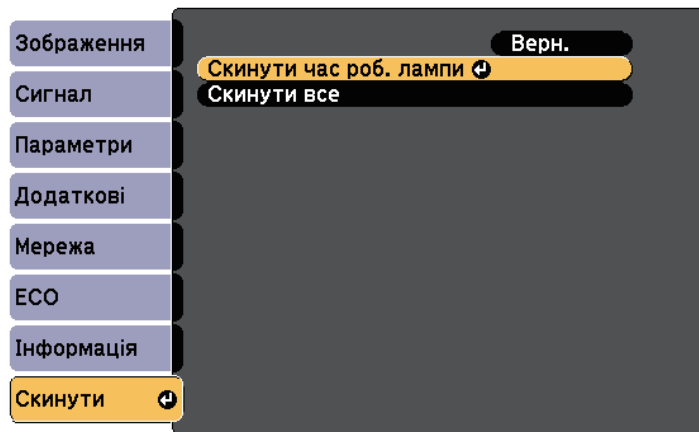 Зображення
Сигнал
Параметри
Додаткові
Мережа
ECO
Інформація
Скинути
Верн.
Скинути час роб. лампи
Скинути все